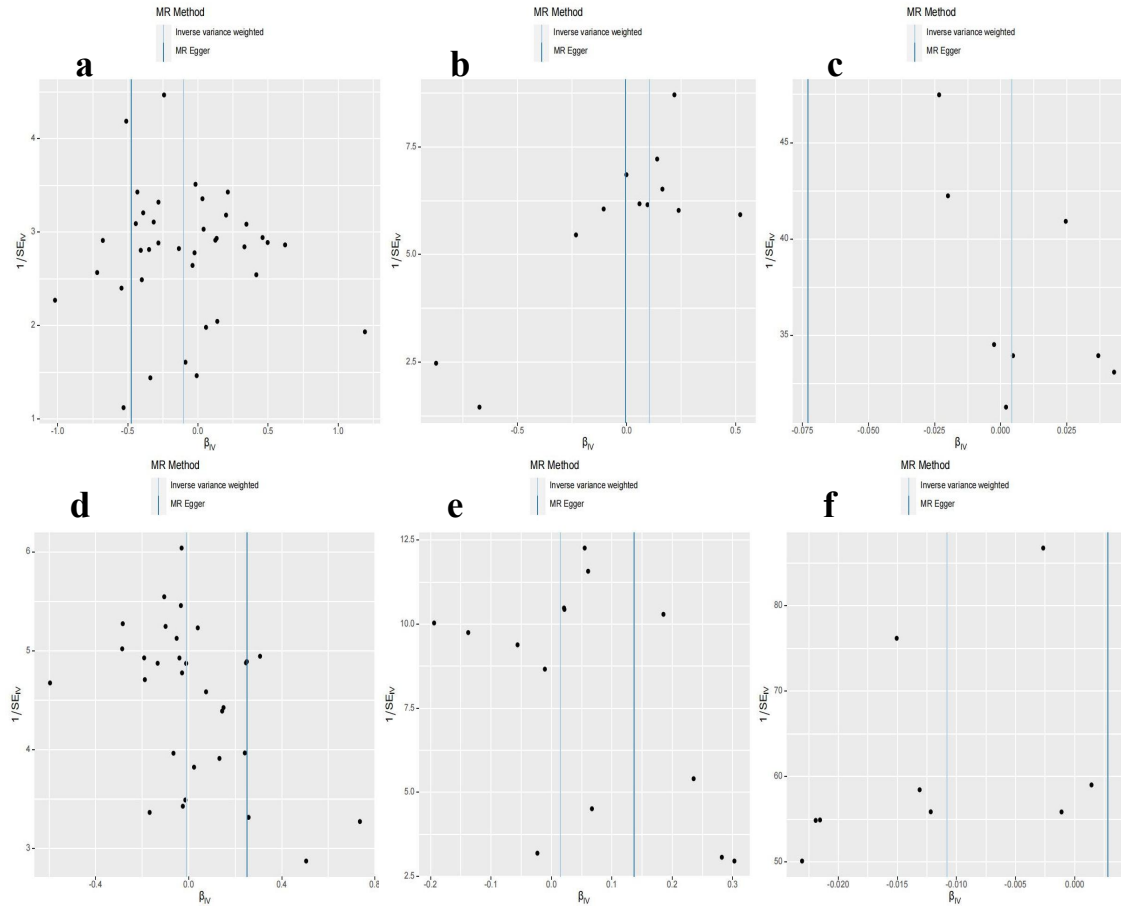 MR Method
Inverse variance weighted
MR Egger
a
4
3
2
1
1/SE_IV
-1.0 -0.5 0.0 0.5 1.0
β_IV
MR Method
Inverse variance weighted
MR Egger
b
7.5
5.0
2.5
1/SE_IV
-0.5 0.0 0.5
β_IV
MR Method
Inverse variance weighted
MR Egger
c
45
40
35
1/SE_IV
-0.075 -0.050 -0.025 0.000 0.025
β_IV
MR Method
Inverse variance weighted
MR Egger
d
6
5
4
3
1/SE_IV
-0.4 0.0 0.4 0.8
β_IV
MR Method
Inverse variance weighted
MR Egger
e
12.5
10.0
7.5
5.0
2.5
1/SE_IV
-0.2 -0.1 0.0 0.1 0.2 0.3
β_IV
MR Method
Inverse variance weighted
MR Egger
f
80
70
60
50
1/SE_IV
-0.020 -0.015 -0.010 -0.005 0.000
β_IV